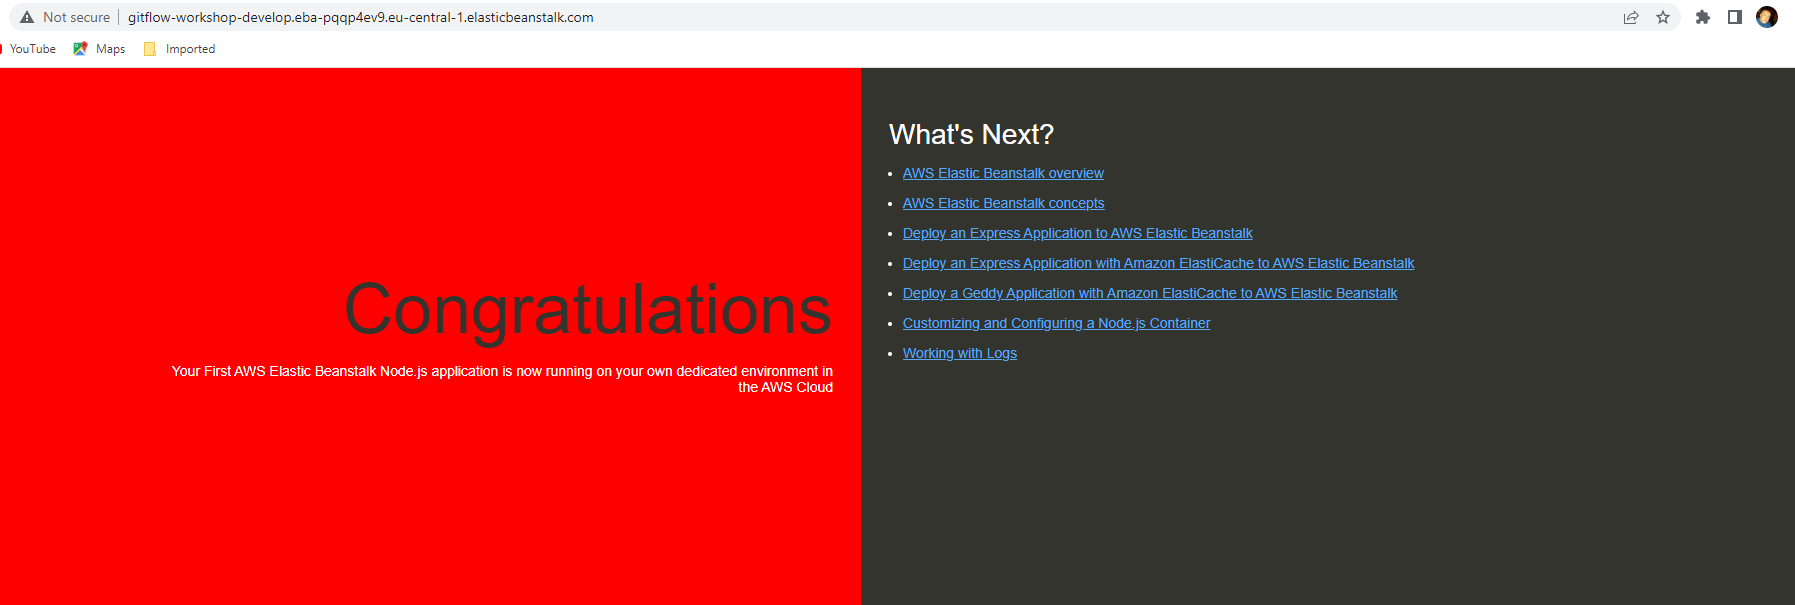 Not secure gitflow-workshop-develop.eba-pqqp4ev9.eu-central-1.elasticbeanstalk.com
YouTube Maps Imported
Congratulations
Your First AWS Elastic Beanstalk Node.js application is now running on your own dedicated environment in
the AWS Cloud
What's Next?
AWS Elastic Beanstalk overview
AWS Elastic Beanstalk concepts
Deploy an Express Application to AWS Elastic Beanstalk
Deploy an Express Application with Amazon ElastiCache to AWS Elastic Beanstalk
Deploy a Geddy Application with Amazon ElastiCache to AWS Elastic Beanstalk
Customizing and Configuring a Node.js Container
Working with Logs